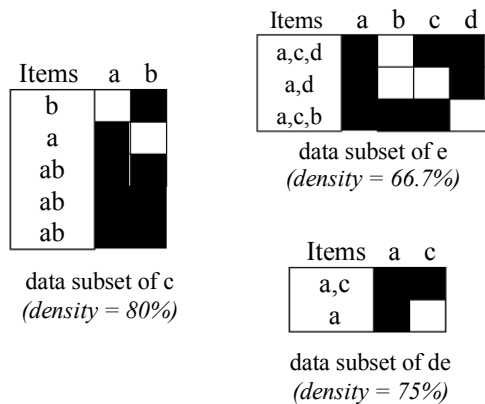 Items a b
b
a
ab
ab
ab
data subset of c
(density = 80%)
a b c d
Items
a,c,d
a,d
a,c,b
data subset of e
(density = 66.7%)
Items a c
a,c
a
data subset of de
(density = 75%)